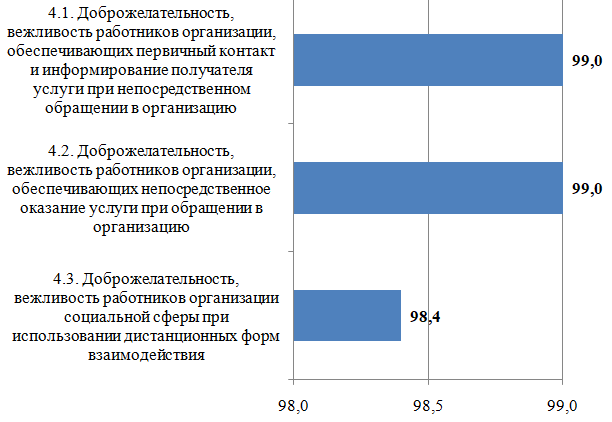 4.1. Доброжелательность,
вежливость работников организации,
обеспечивающих первичный контакт
и информирование получателя
услуги при непосредственном
обращении в организацию
99,0
4.2. Доброжелательность,
вежливость работников организации,
обеспечивающих непосредственное
оказание услуги при обращении в
организацию
99,0
4.3. Доброжелательность,
вежливость работников организации
социальной сферы при
использовании дистанционных форм
взаимодействия
98,4
98,0 98,5 99,0